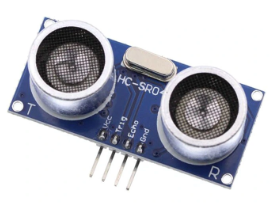 HC-SR04
T
Vcc
Trig
Echo
Gnd
R